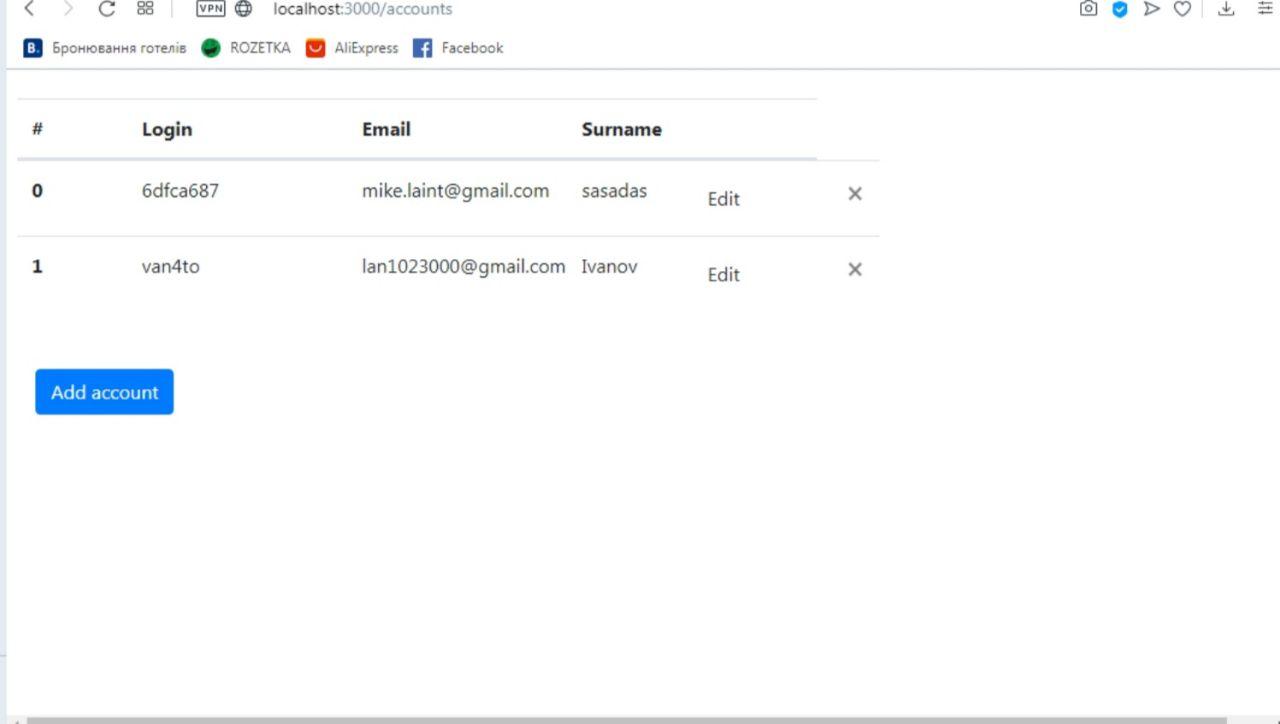 VPN localhost:3000/accounts
B. Бронювання готелів ROZETKA AliExpress Facebook
# Login Email Surname
0 6dfca687 mike.laint@gmail.com sasadas Edit ×
1 van4to lan1023000@gmail.com Ivanov Edit ×
Add account